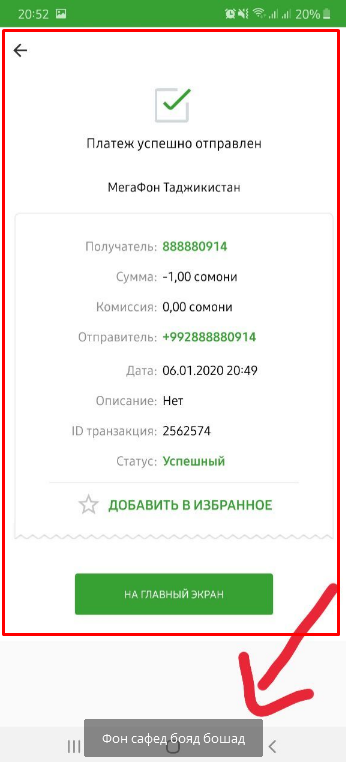 20:52 20%
Платеж успешно отправлен
МегаФон Таджикистан
Получатель: 888880914
Сумма: -1,00 сомони
Комиссия: 0,00 сомони
Отправитель: +992888880914
Дата: 06.01.2020 20:49
Описание: Нет
ID транзакция: 2562574
Статус: Успешный
ДОБАВИТЬ В ИЗБРАННОЕ
НА ГЛАВНЫЙ ЭКРАН
Фон сафед бояд бошад